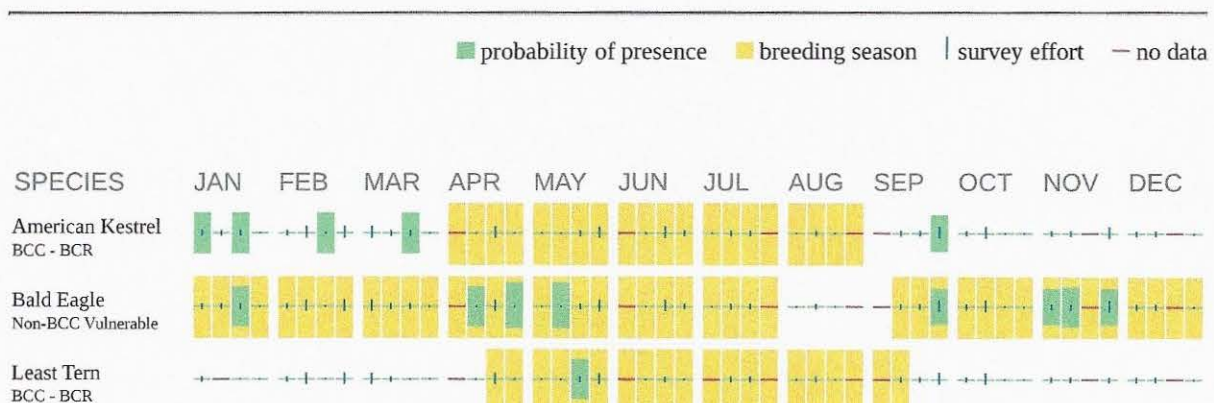 probability of presence breeding season survey effort no data
SPECIES JAN FEB MAR APR MAY JUN JUL AUG SEP OCT NOV DEC
American Kestrel
BCC - BCR
Bald Eagle
Non-BCC Vulnerable
Least Tern
BCC - BCR